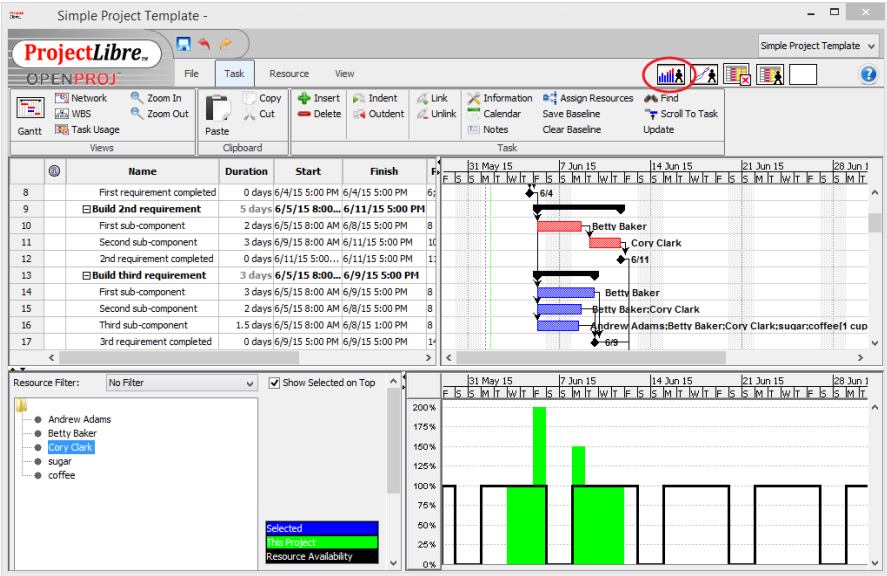 Simple Project Template -
ProjectLibre™
OPENPROJ
Simple Project Template
File Task Resource View
Network Zoom In Copy Insert Indent Link Information Assign Resources Find
WBS Zoom Out Cut Delete Outdent Unlink Calendar Save Baseline Scroll To Task
Gantt Task Usage Paste Notes Clear Baseline Update
Views Clipboard Task
Name Duration Start Finish
31 May 15 7 Jun 15 14 Jun 15 21 Jun 15 28 Jun 1
F S S M T W T F S S M T W T F S S M T W T F S S M T W T F S S M T
8 First requirement completed 0 days 6/4/15 5:00 PM 6/4/15 5:00 PM 6; 6/4
9 Build 2nd requirement 5 days 6/5/15 8:00... 6/11/15 5:00 PM
10 First sub-component 2 days 6/5/15 8:00 AM 6/8/15 5:00 PM 8 Betty Baker
11 Second sub-component 3 days 6/9/15 8:00 AM 6/11/15 5:00 PM 10 Cory Clark
12 2nd requirement completed 0 days 6/11/15 5:00... 6/11/15 5:00 PM 11 6/11
13 Build third requirement 3 days 6/5/15 8:00... 6/9/15 5:00 PM
14 First sub-component 3 days 6/5/15 8:00 AM 6/9/15 5:00 PM 8 Betty Baker
15 Second sub-component 2 days 6/5/15 8:00 AM 6/8/15 5:00 PM 8 Betty Baker;Cory Clark
16 Third sub-component 1.5 days 6/5/15 8:00 AM 6/8/15 1:00 PM 8 Andrew Adams;Betty Baker;Cory Clark;sugar;coffee[1 cup
17 3rd requirement completed 0 days 6/9/15 5:00 PM 6/9/15 5:00 PM 14 6/9
Resource Filter: No Filter Show Selected on Top
Andrew Adams
Betty Baker
Cory Clark
sugar
coffee
Selected
This Project
Resource Availability
31 May 15 7 Jun 15 14 Jun 15 21 Jun 15 28 Jun 1
F S S M T W T F S S M T W T F S S M T W T F S S M T W T F S S M T
200%
175%
150%
125%
100%
75%
50%
25%
0%